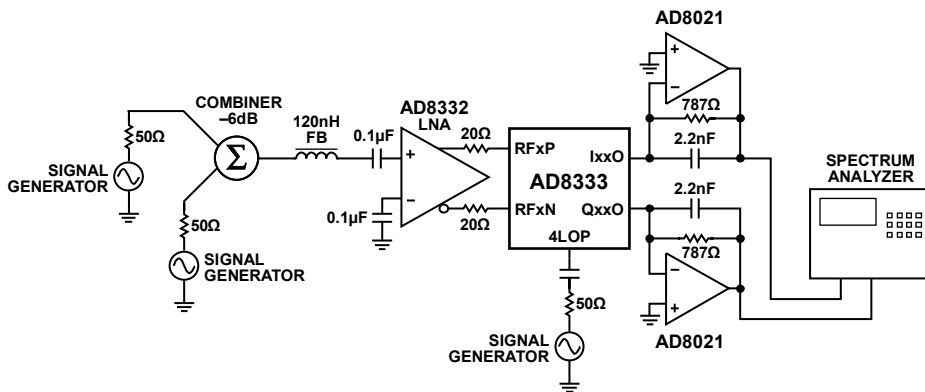 AD8021
COMBINER
–6dB
50Ω
SIGNAL
GENERATOR
Σ
50Ω
SIGNAL
GENERATOR
120nH
FB
0.1µF
0.1µF
AD8332
LNA
+
–
20Ω
20Ω
RFxP
RFxN
AD8333
IxxO
QxxO
4LOP
50Ω
SIGNAL
GENERATOR
+
–
787Ω
2.2nF
2.2nF
787Ω
–
+
AD8021
SPECTRUM
ANALYZER